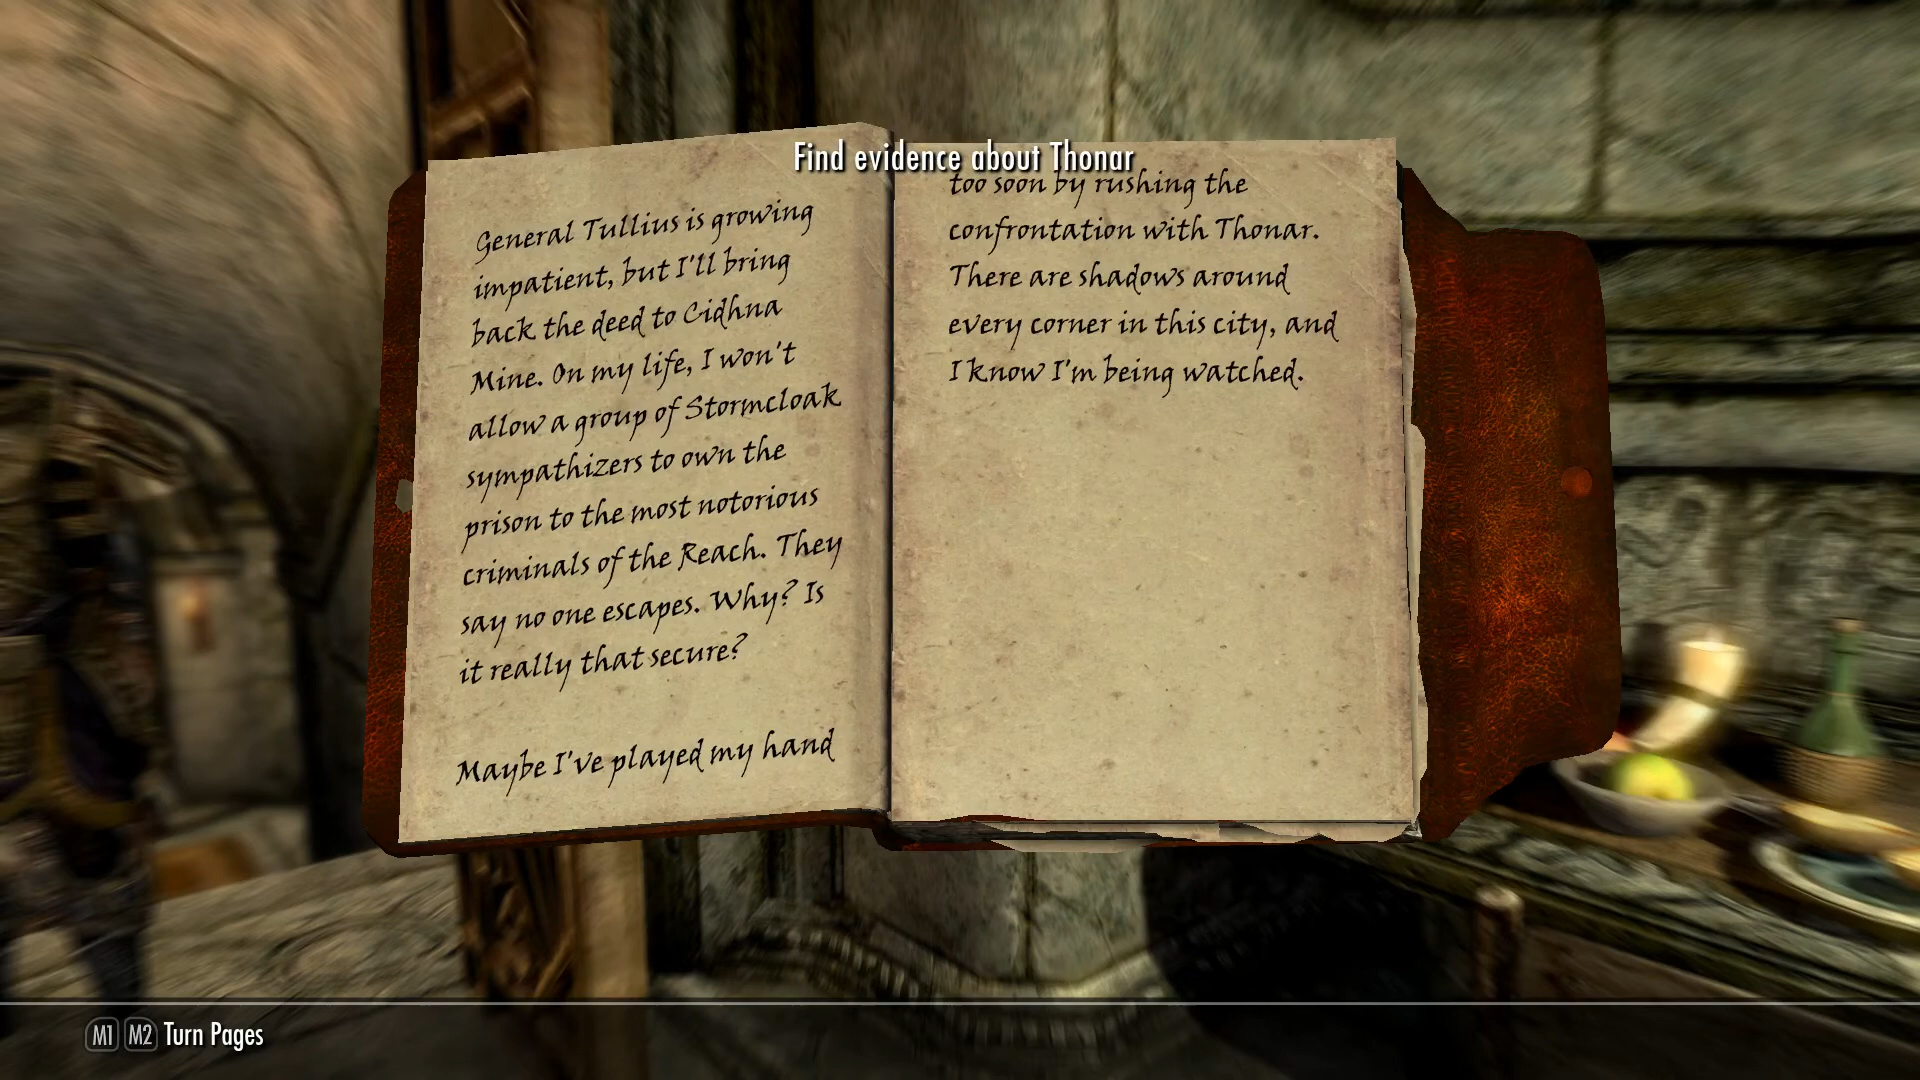 Find evidence about Thonar
General Tullius is growing
impatient, but I'll bring
back the deed to Cidhna
Mine. On my life, I won't
allow a group of Stormcloak
sympathizers to own the
prison to the most notorious
criminals of the Reach. They
say no one escapes. Why? Is
it really that secure?
Maybe I've played my hand
too soon by rushing the
confrontation with Thonar.
There are shadows around
every corner in this city, and
I know I'm being watched.
M1 M2 Turn Pages